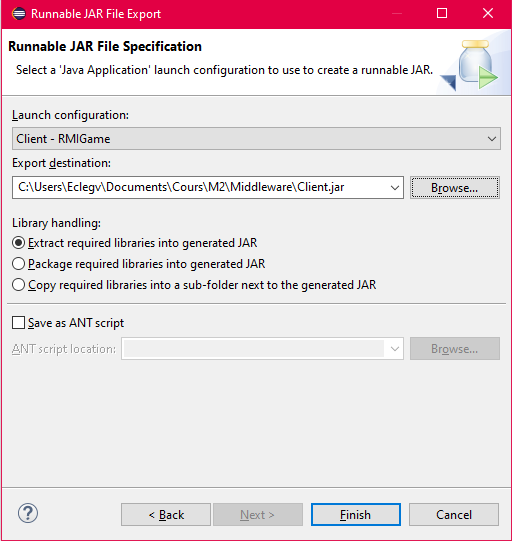 Runnable JAR File Export
Runnable JAR File Specification
Select a 'Java Application' launch configuration to use to create a runnable JAR.
Launch configuration:
Client - RMIGame
Export destination:
C:\Users\Eclegv\Documents\Cours\M2\Middleware\Client.jar
Browse...
Library handling:
Extract required libraries into generated JAR
Package required libraries into generated JAR
Copy required libraries into a sub-folder next to the generated JAR
Save as ANT script
ANT script location:
Browse...
?
< Back
Next >
Finish
Cancel